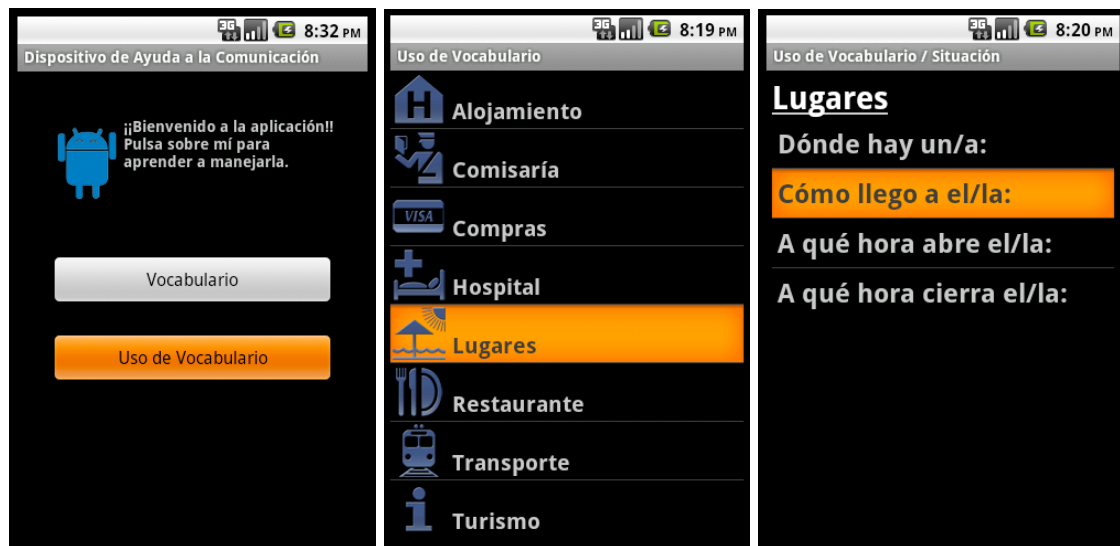 3G 8:32 PM
Dispositivo de Ayuda a la Comunicación
¡¡Bienvenido a la aplicación!!
Pulsa sobre mí para
aprender a manejarla.
Vocabulario
Uso de Vocabulario
3G 8:19 PM
Uso de Vocabulario
H Alojamiento
Comisaría
VISA Compras
Hospital
Lugares
Restaurante
Transporte
i Turismo
3G 8:20 PM
Uso de Vocabulario / Situación
Lugares
Dónde hay un/a:
Cómo llego a el/la:
A qué hora abre el/la:
A qué hora cierra el/la: